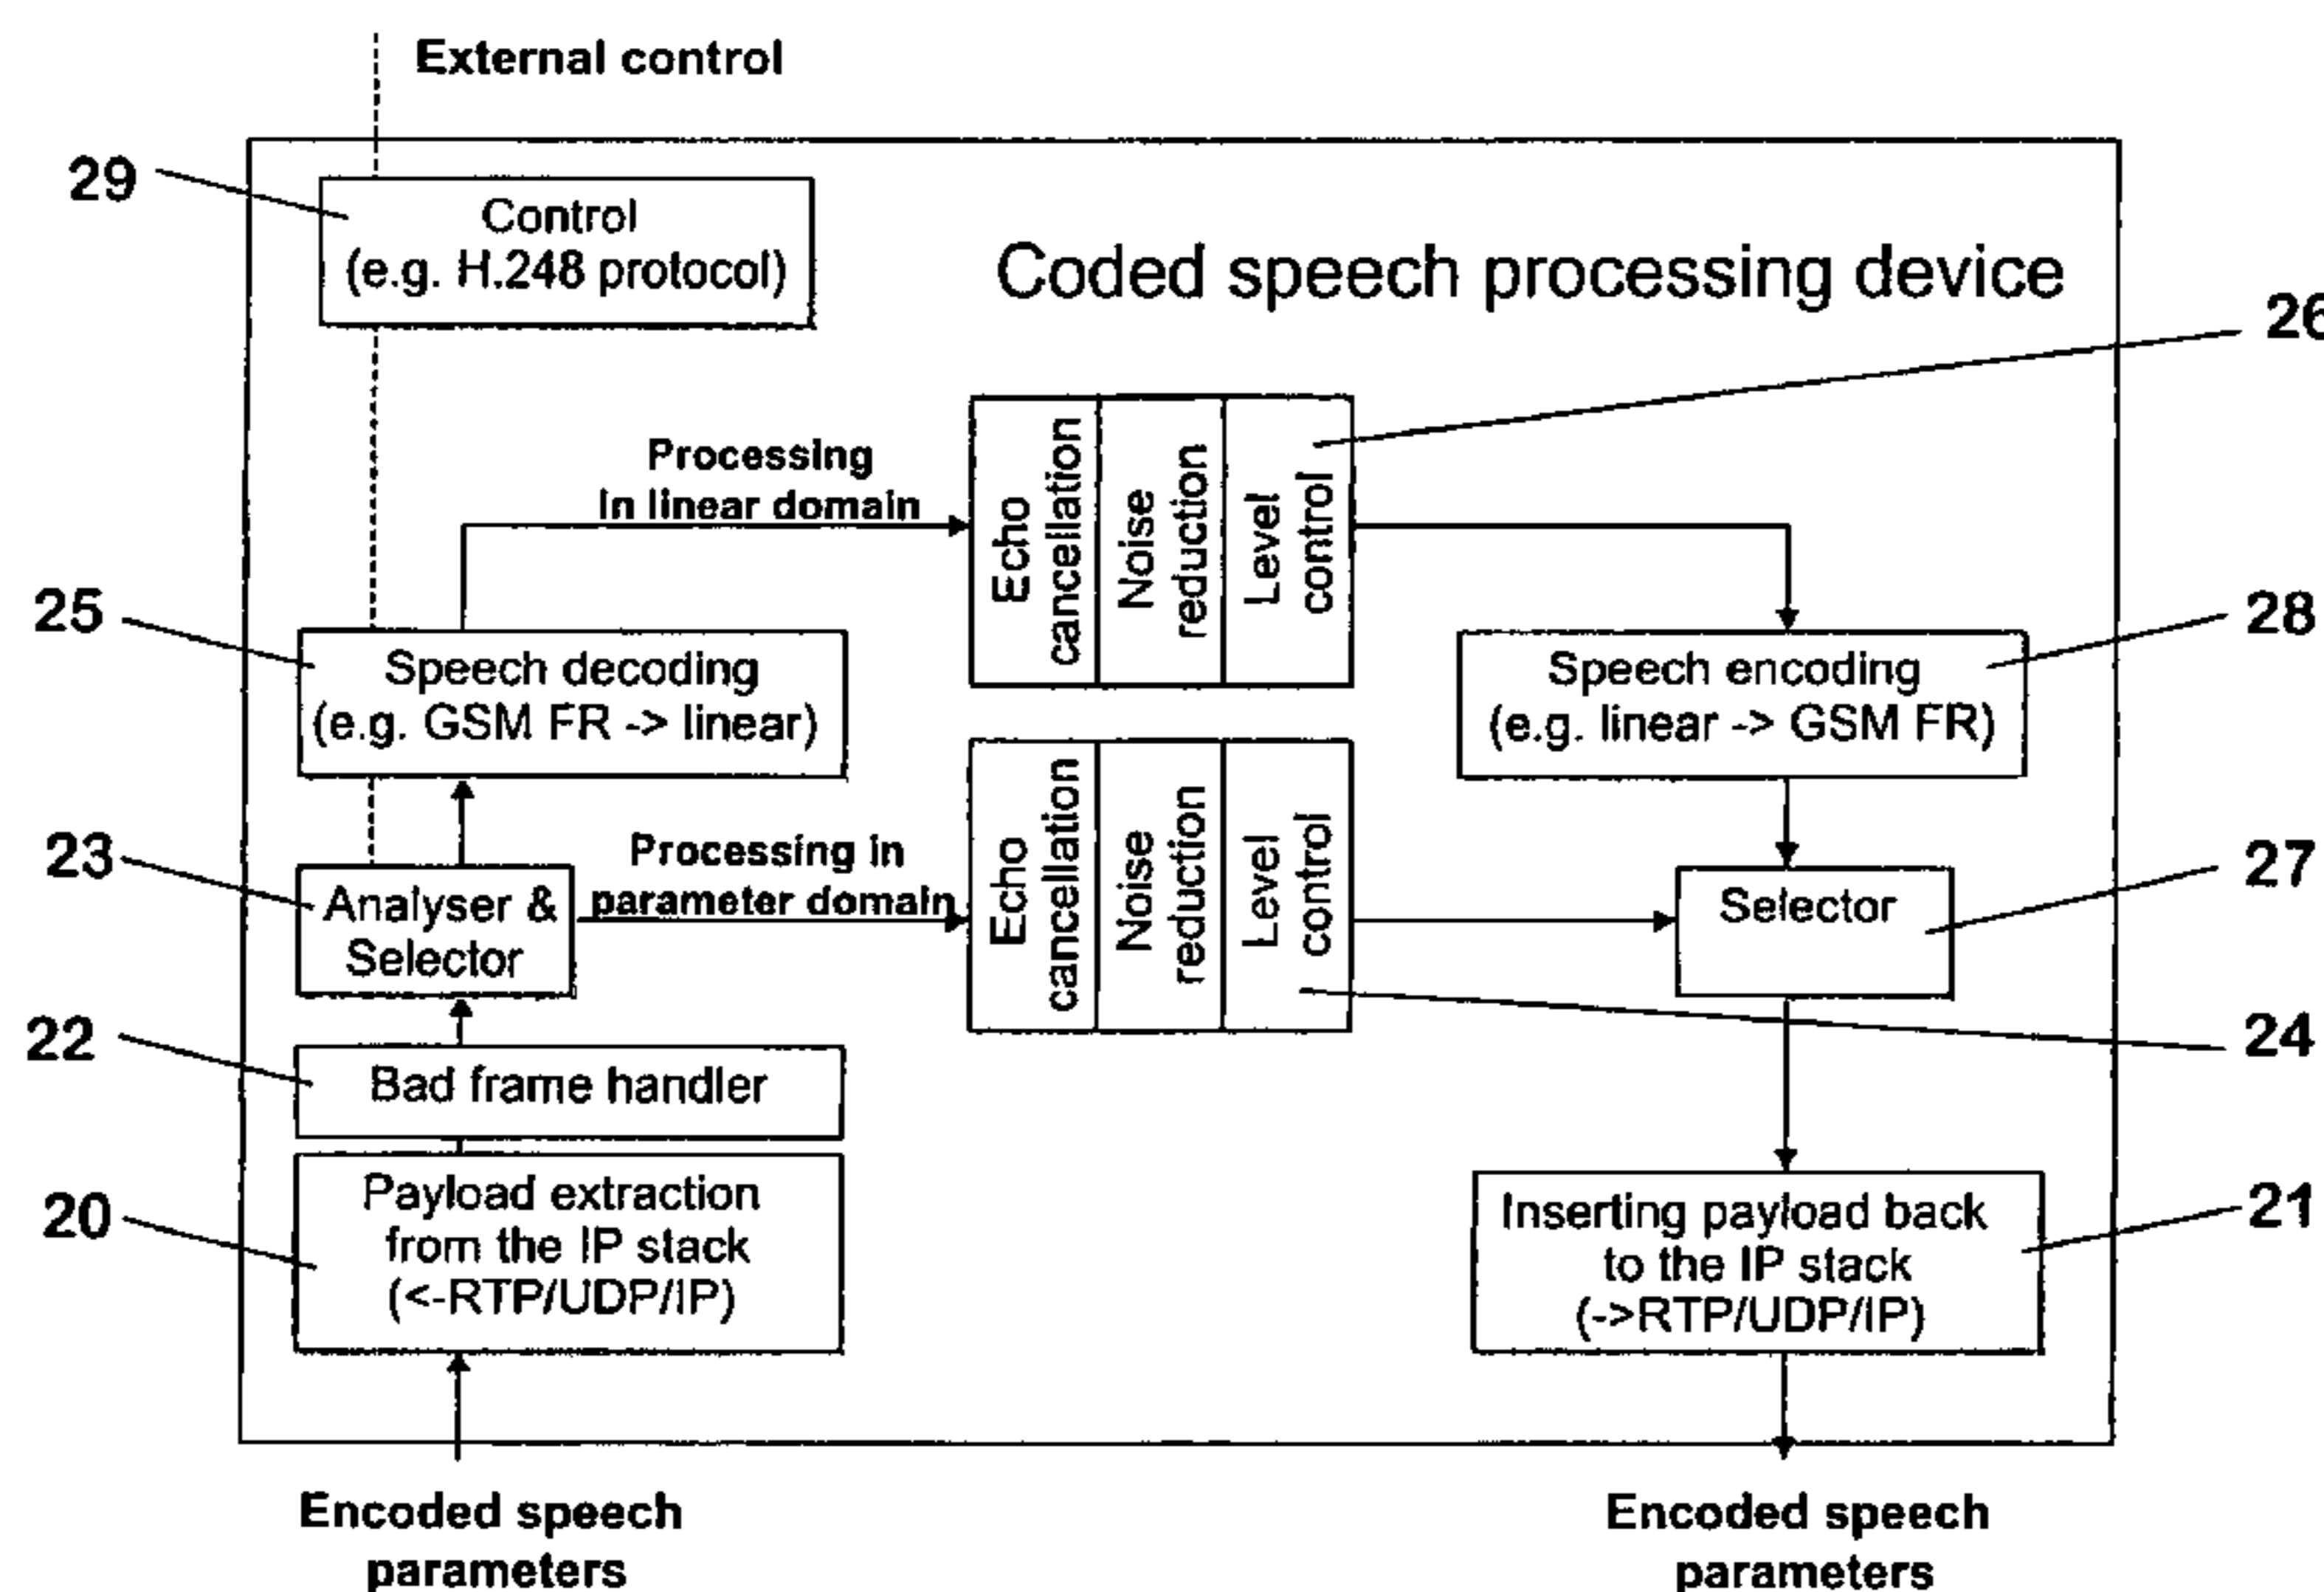 External control
29
Control
(e.g. H.248 protocol)
Coded speech processing device
26
Processing
in linear domain
Echo
cancellation
Noise
reduction
Level
control
25
Speech decoding
(e.g. GSM FR -> linear)
Speech encoding
(e.g. linear -> GSM FR)
28
23
Analyser &
Selector
Processing in
parameter domain
Echo
cancellation
Noise
reduction
Level
control
Selector
27
22
Bad frame handler
24
20
Payload extraction
from the IP stack
(<-RTP/UDP/IP)
Inserting payload back
to the IP stack
(->RTP/UDP/IP)
21
Encoded speech
parameters
Encoded speech
parameters